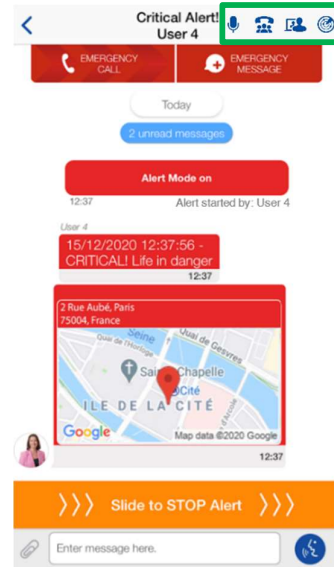 Critical Alert!
User 4
EMERGENCY
CALL
EMERGENCY
MESSAGE
Today
2 unread messages
Alert Mode on
12:37
Alert started by: User 4
User 4
15/12/2020 12:37:56 -
CRITICAL! Life in danger
12:37
2 Rue Aubé, Paris
75004, France
Seine
Quai de l'Horloge
Quai de Gesvres
Chapelle
Cité
ILE DE LA CITÉ
d'Arcole
Google
Map data ©2020 Google
12:37
〉〉〉 Slide to STOP Alert 〉〉〉
Enter message here.